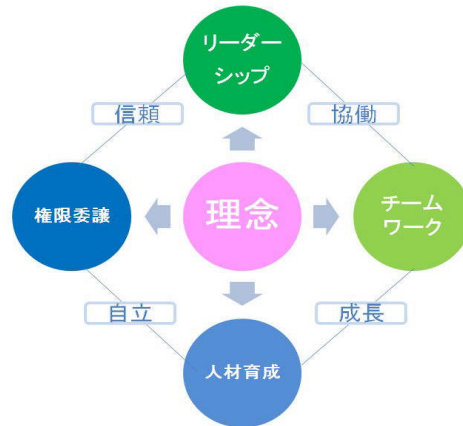 リーダー
シップ
信頼
協働
権限委譲
理念
チーム
ワーク
自立
成長
人材育成